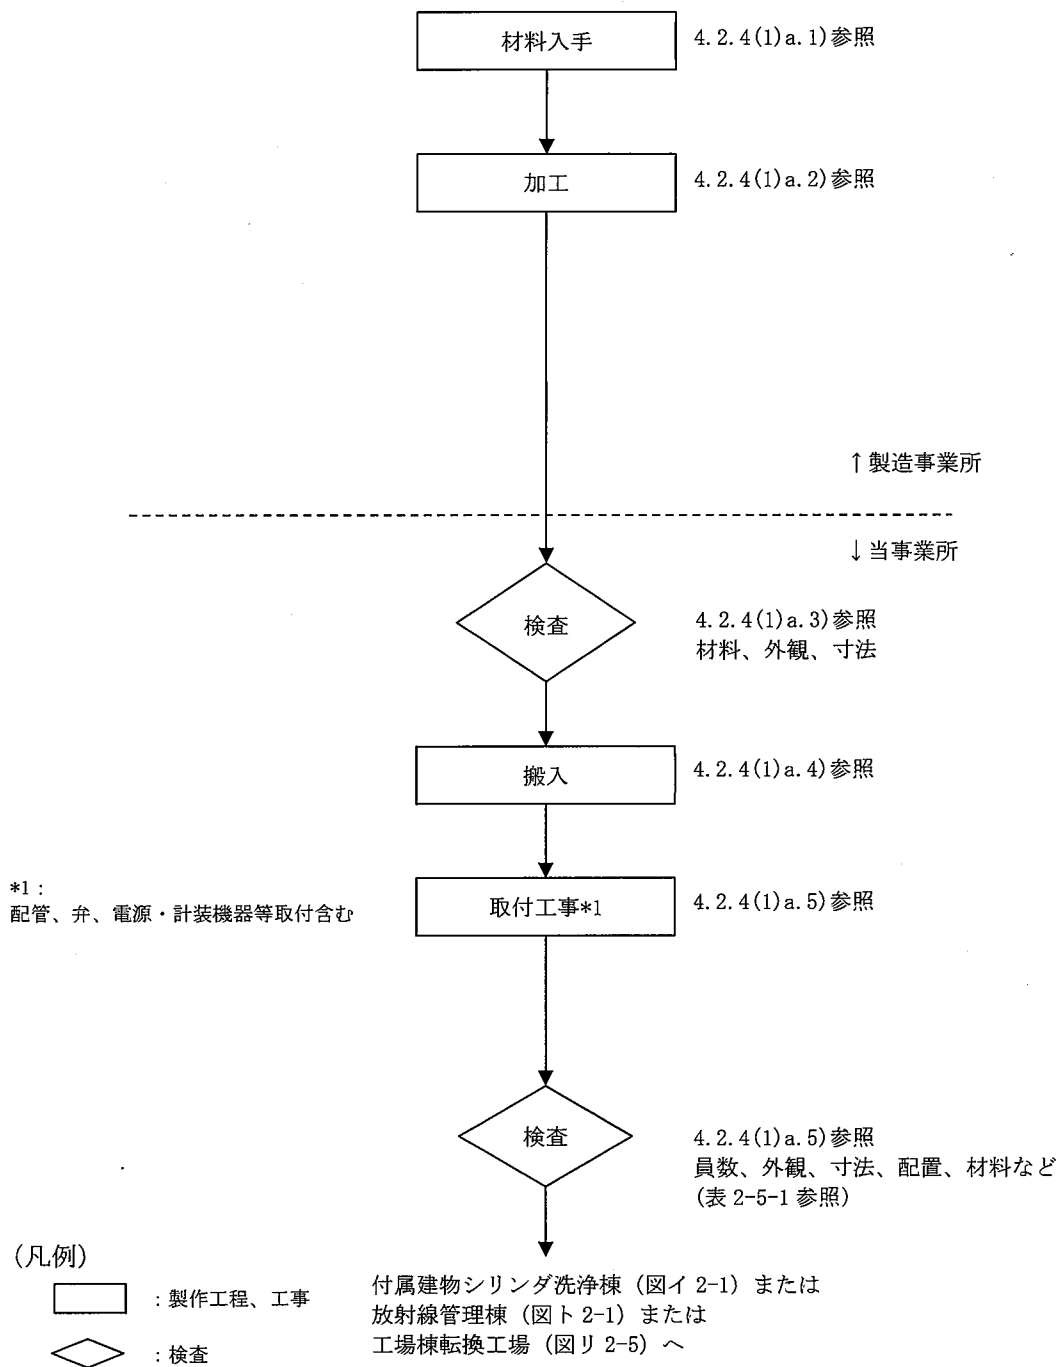 材料入手
4.2.4(1)a.1)参照
加工
4.2.4(1)a.2)参照
↑製造事業所
↓当事業所
検査
4.2.4(1)a.3)参照
材料、外観、寸法
搬入
4.2.4(1)a.4)参照
*1:
配管、弁、電源・計装機器等取付含む
取付工事*1
4.2.4(1)a.5)参照
検査
4.2.4(1)a.5)参照
員数、外観、寸法、配置、材料など
(表 2-5-1 参照)
(凡例)
:製作工程、工事
:検査
付属建物シリンダ洗浄棟（図イ 2-1）または
放射線管理棟（図ト 2-1）または
工場棟転換工場（図リ 2-5）へ